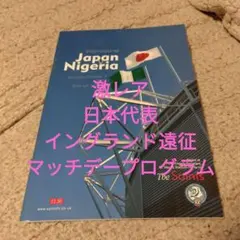 Japan
Nigeria
激レア
日本代表
イングランド遠征
マッチデープログラム
The Saints